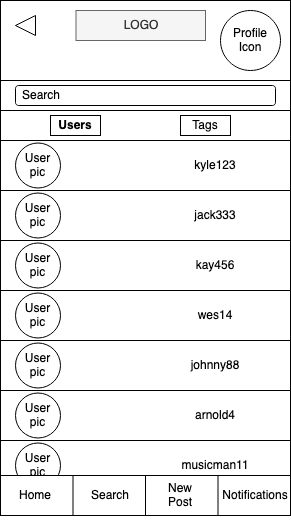 LOGO
Profile
Icon
Search
Users
Tags
User
pic
kyle123
User
pic
jack333
User
pic
kay456
User
pic
wes14
User
pic
johnny88
User
pic
arnold4
User
pic
musicman11
Home
Search
New
Post
Notifications